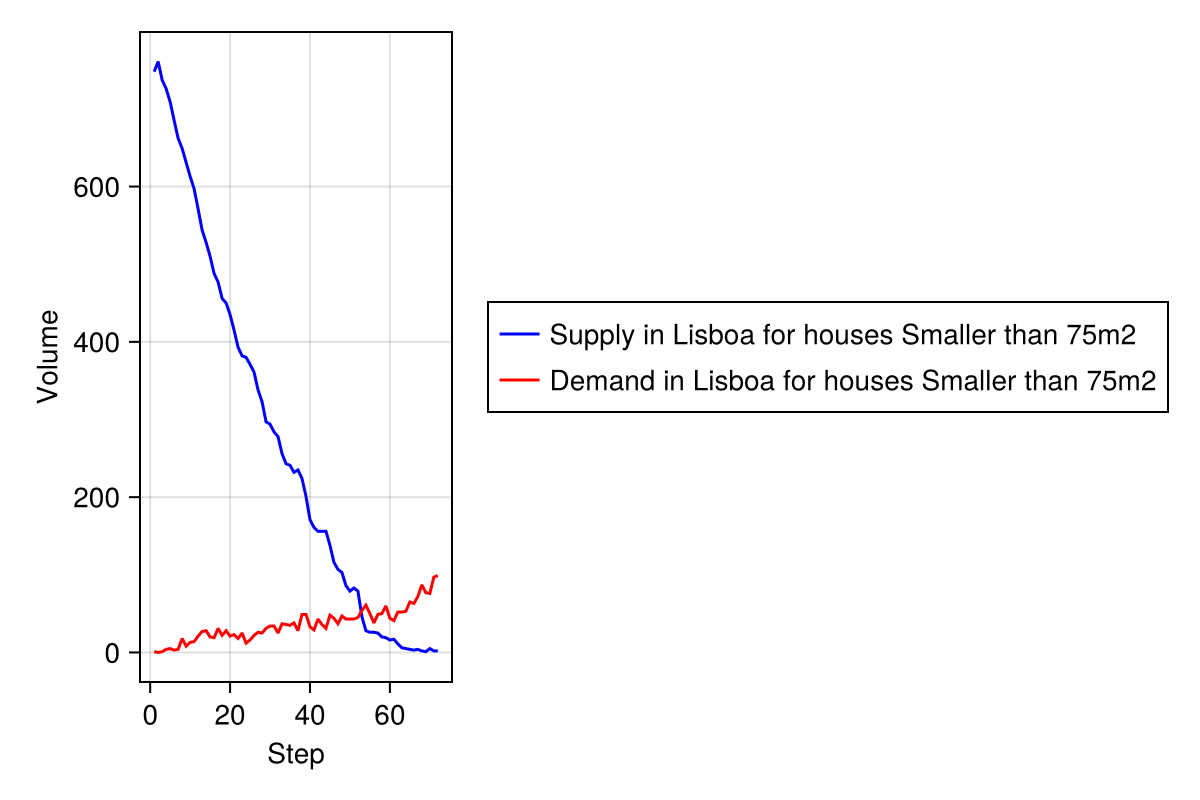 Volume
600
400
200
0
0 20 40 60
Step
Supply in Lisboa for houses Smaller than 75m2
Demand in Lisboa for houses Smaller than 75m2